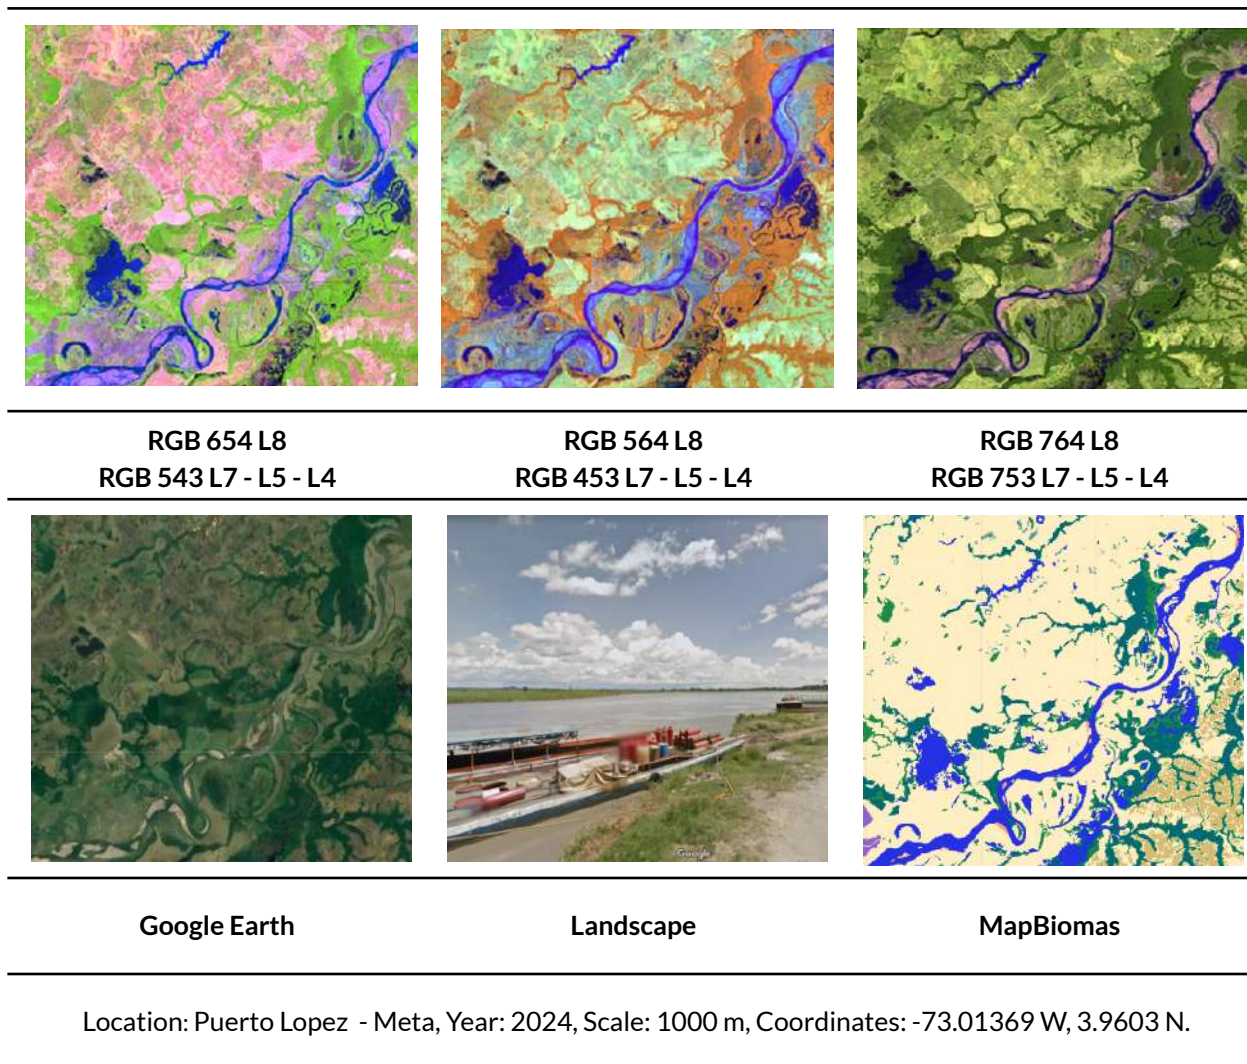 RGB 654 L8
RGB 543 L7 - L5 - L4
RGB 564 L8
RGB 453 L7 - L5 - L4
RGB 764 L8
RGB 753 L7 - L5 - L4
Google
Google Earth
Landscape
MapBiomas
Location: Puerto Lopez - Meta, Year: 2024, Scale: 1000 m, Coordinates: -73.01369 W, 3.9603 N.